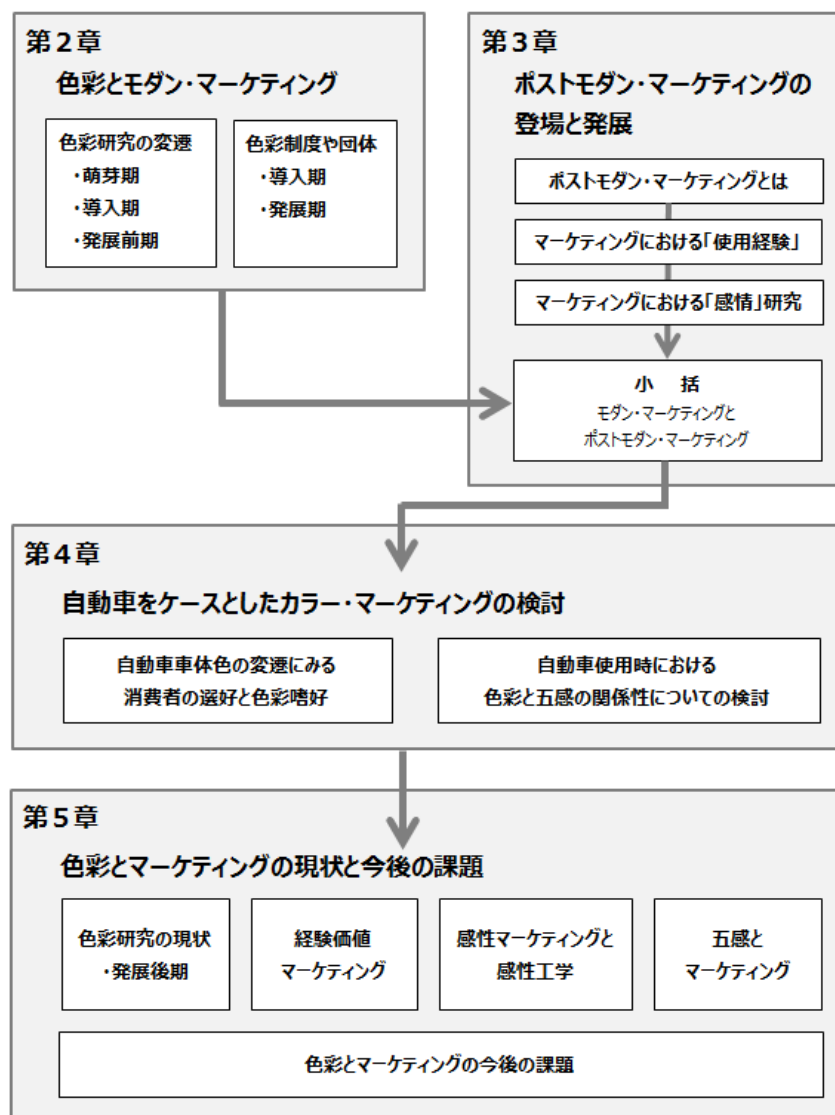 第2章
色彩とモダン・マーケティング
色彩研究の変遷
・萌芽期
・導入期
・発展前期
色彩制度や団体
・導入期
・発展期
第3章
ポストモダン・マーケティングの
登場と発展
ポストモダン・マーケティングとは
マーケティングにおける「使用経験」
マーケティングにおける「感情」研究
小　括
モダン・マーケティングと
ポストモダン・マーケティング
第4章
自動車をケースとしたカラー・マーケティングの検討
自動車車体色の変遷にみる
消費者の選好と色彩嗜好
自動車使用時における
色彩と五感の関係性についての検討
第5章
色彩とマーケティングの現状と今後の課題
色彩研究の現状
・発展後期
経験価値
マーケティング
感性マーケティングと
感性工学
五感と
マーケティング
色彩とマーケティングの今後の課題